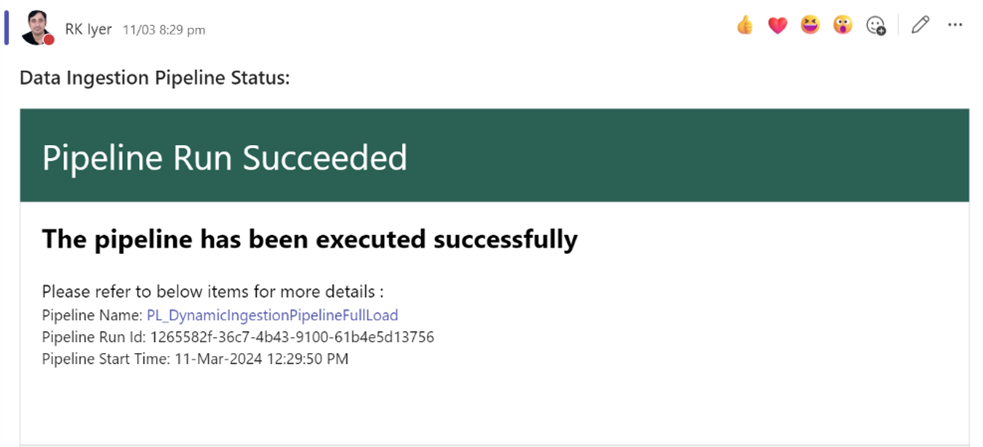 RK Iyer 11/03 8:29 pm
Data Ingestion Pipeline Status:
Pipeline Run Succeeded
The pipeline has been executed successfully
Please refer to below items for more details :
Pipeline Name: PL_DynamicIngestionPipelineFullLoad
Pipeline Run Id: 1265582f-36c7-4b43-9100-61b4e5d13756
Pipeline Start Time: 11-Mar-2024 12:29:50 PM